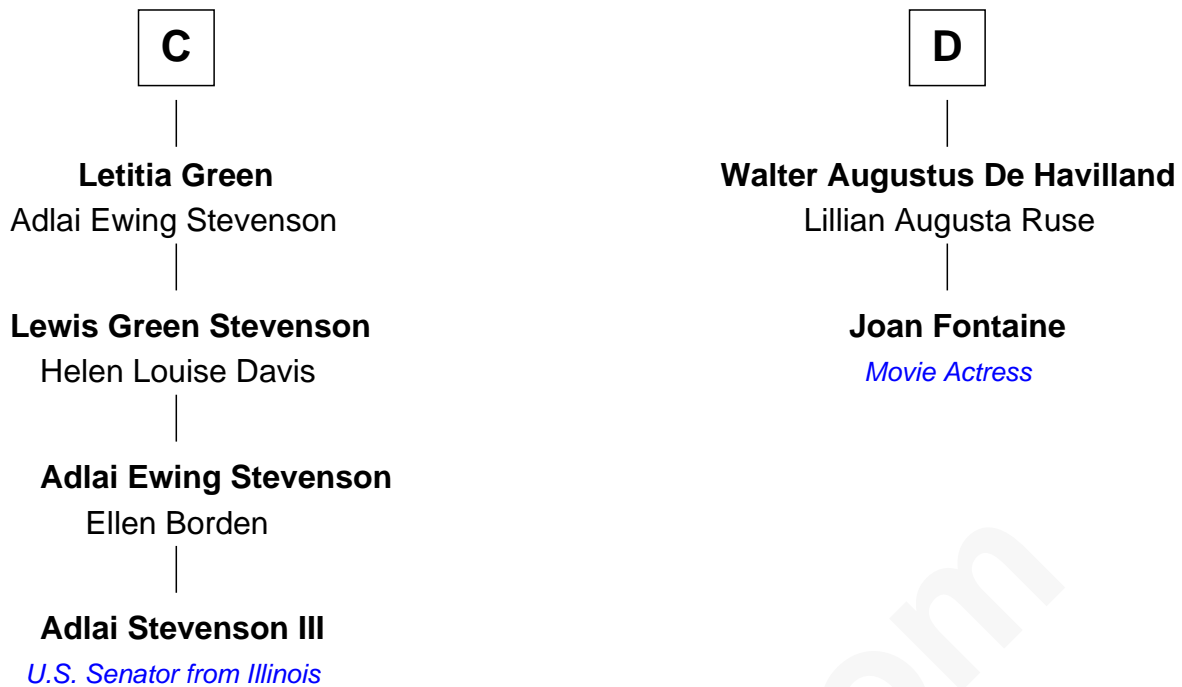 C
Letitia Green
Adlai Ewing Stevenson
Lewis Green Stevenson
Helen Louise Davis
Adlai Ewing Stevenson
Ellen Borden
Adlai Stevenson III
U.S. Senator from Illinois
D
Walter Augustus De Havilland
Lillian Augusta Ruse
Joan Fontaine
Movie Actress
om